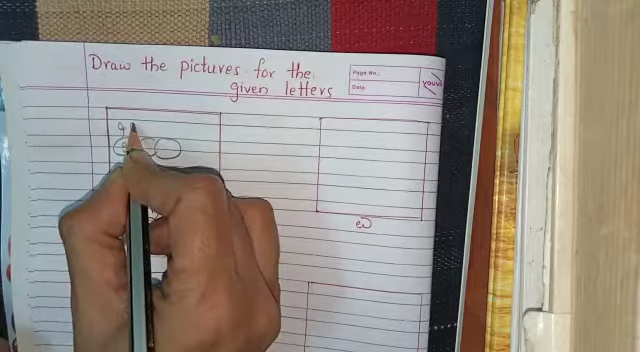 Draw the pictures for the
given letters
Page No.:
Date:
youva